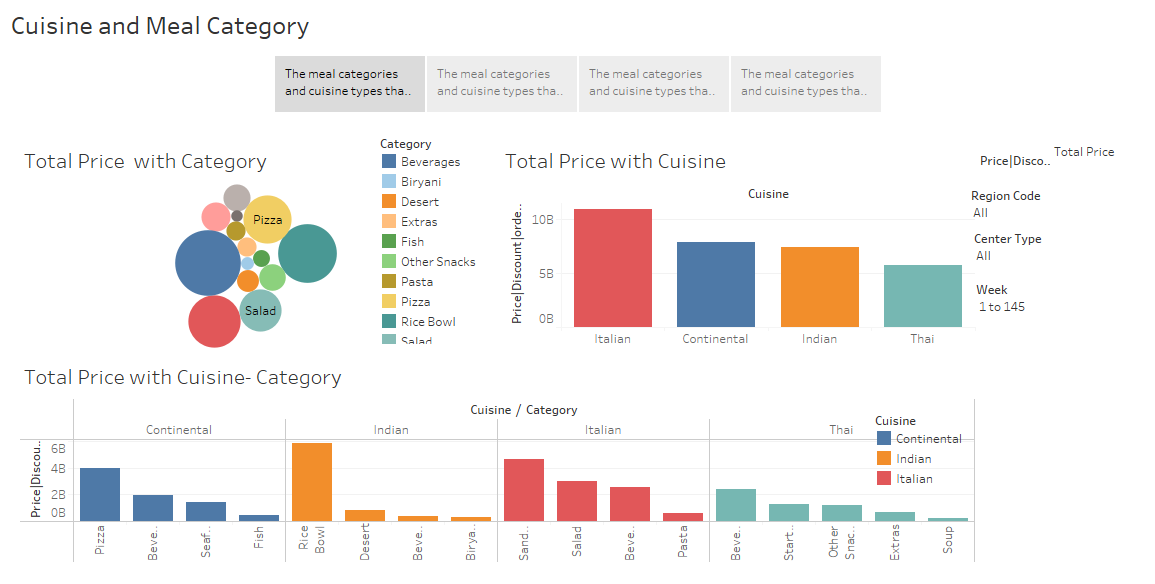 Cuisine and Meal Category
The meal categories
and cuisine types tha..
The meal categories
and cuisine types tha..
The meal categories
and cuisine types tha..
The meal categories
and cuisine types tha..
Total Price with Category
Pizza
Salad
Category
Beverages
Biryani
Desert
Extras
Fish
Other Snacks
Pasta
Pizza
Rice Bowl
Salad
Total Price with Cuisine
Cuisine
Price|Discount|orde..
10B
5B
0B
Italian
Continental
Indian
Thai
Price|Disco..
Total Price
Region Code
All
Center Type
All
Week
1 to 145
Total Price with Cuisine- Category
Cuisine / Category
Continental
Indian
Italian
Thai
Price|Discou..
6B
4B
2B
0B
Pizza
Beve..
Seaf..
Fish
Rice
Bowl
Desert
Beve..
Birya..
Sand..
Salad
Beve..
Pasta
Beve..
Start..
Other
Snac..
Extras
Soup
Cuisine
Continental
Indian
Italian